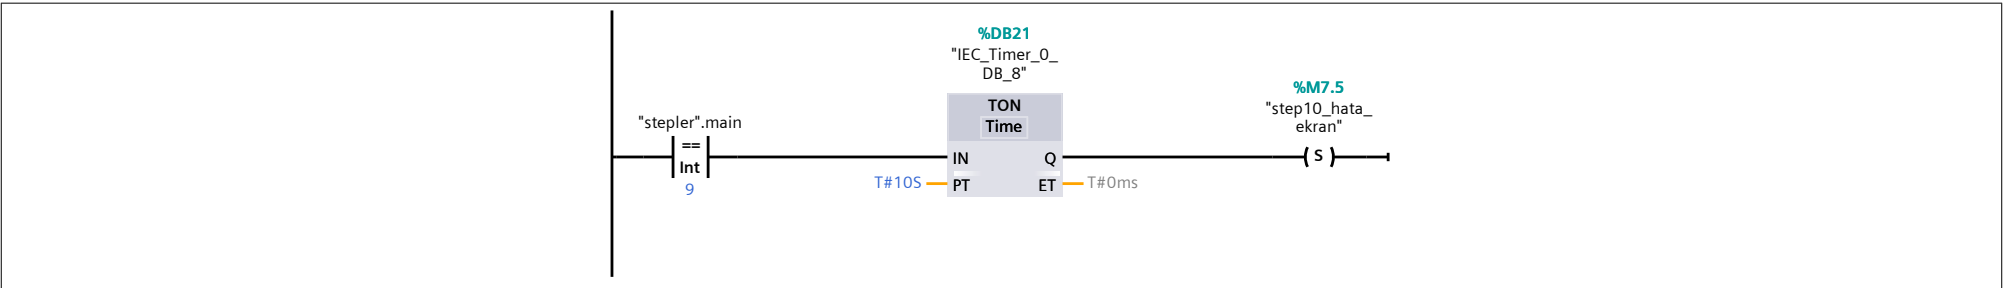 %DB21
"IEC_Timer_0_
DB_8"
%M7.5
"step10_hata_
ekran"
"stepler".main
TON
Time
==
Int
9
IN
Q
S
T#10S
PT
ET
T#0ms